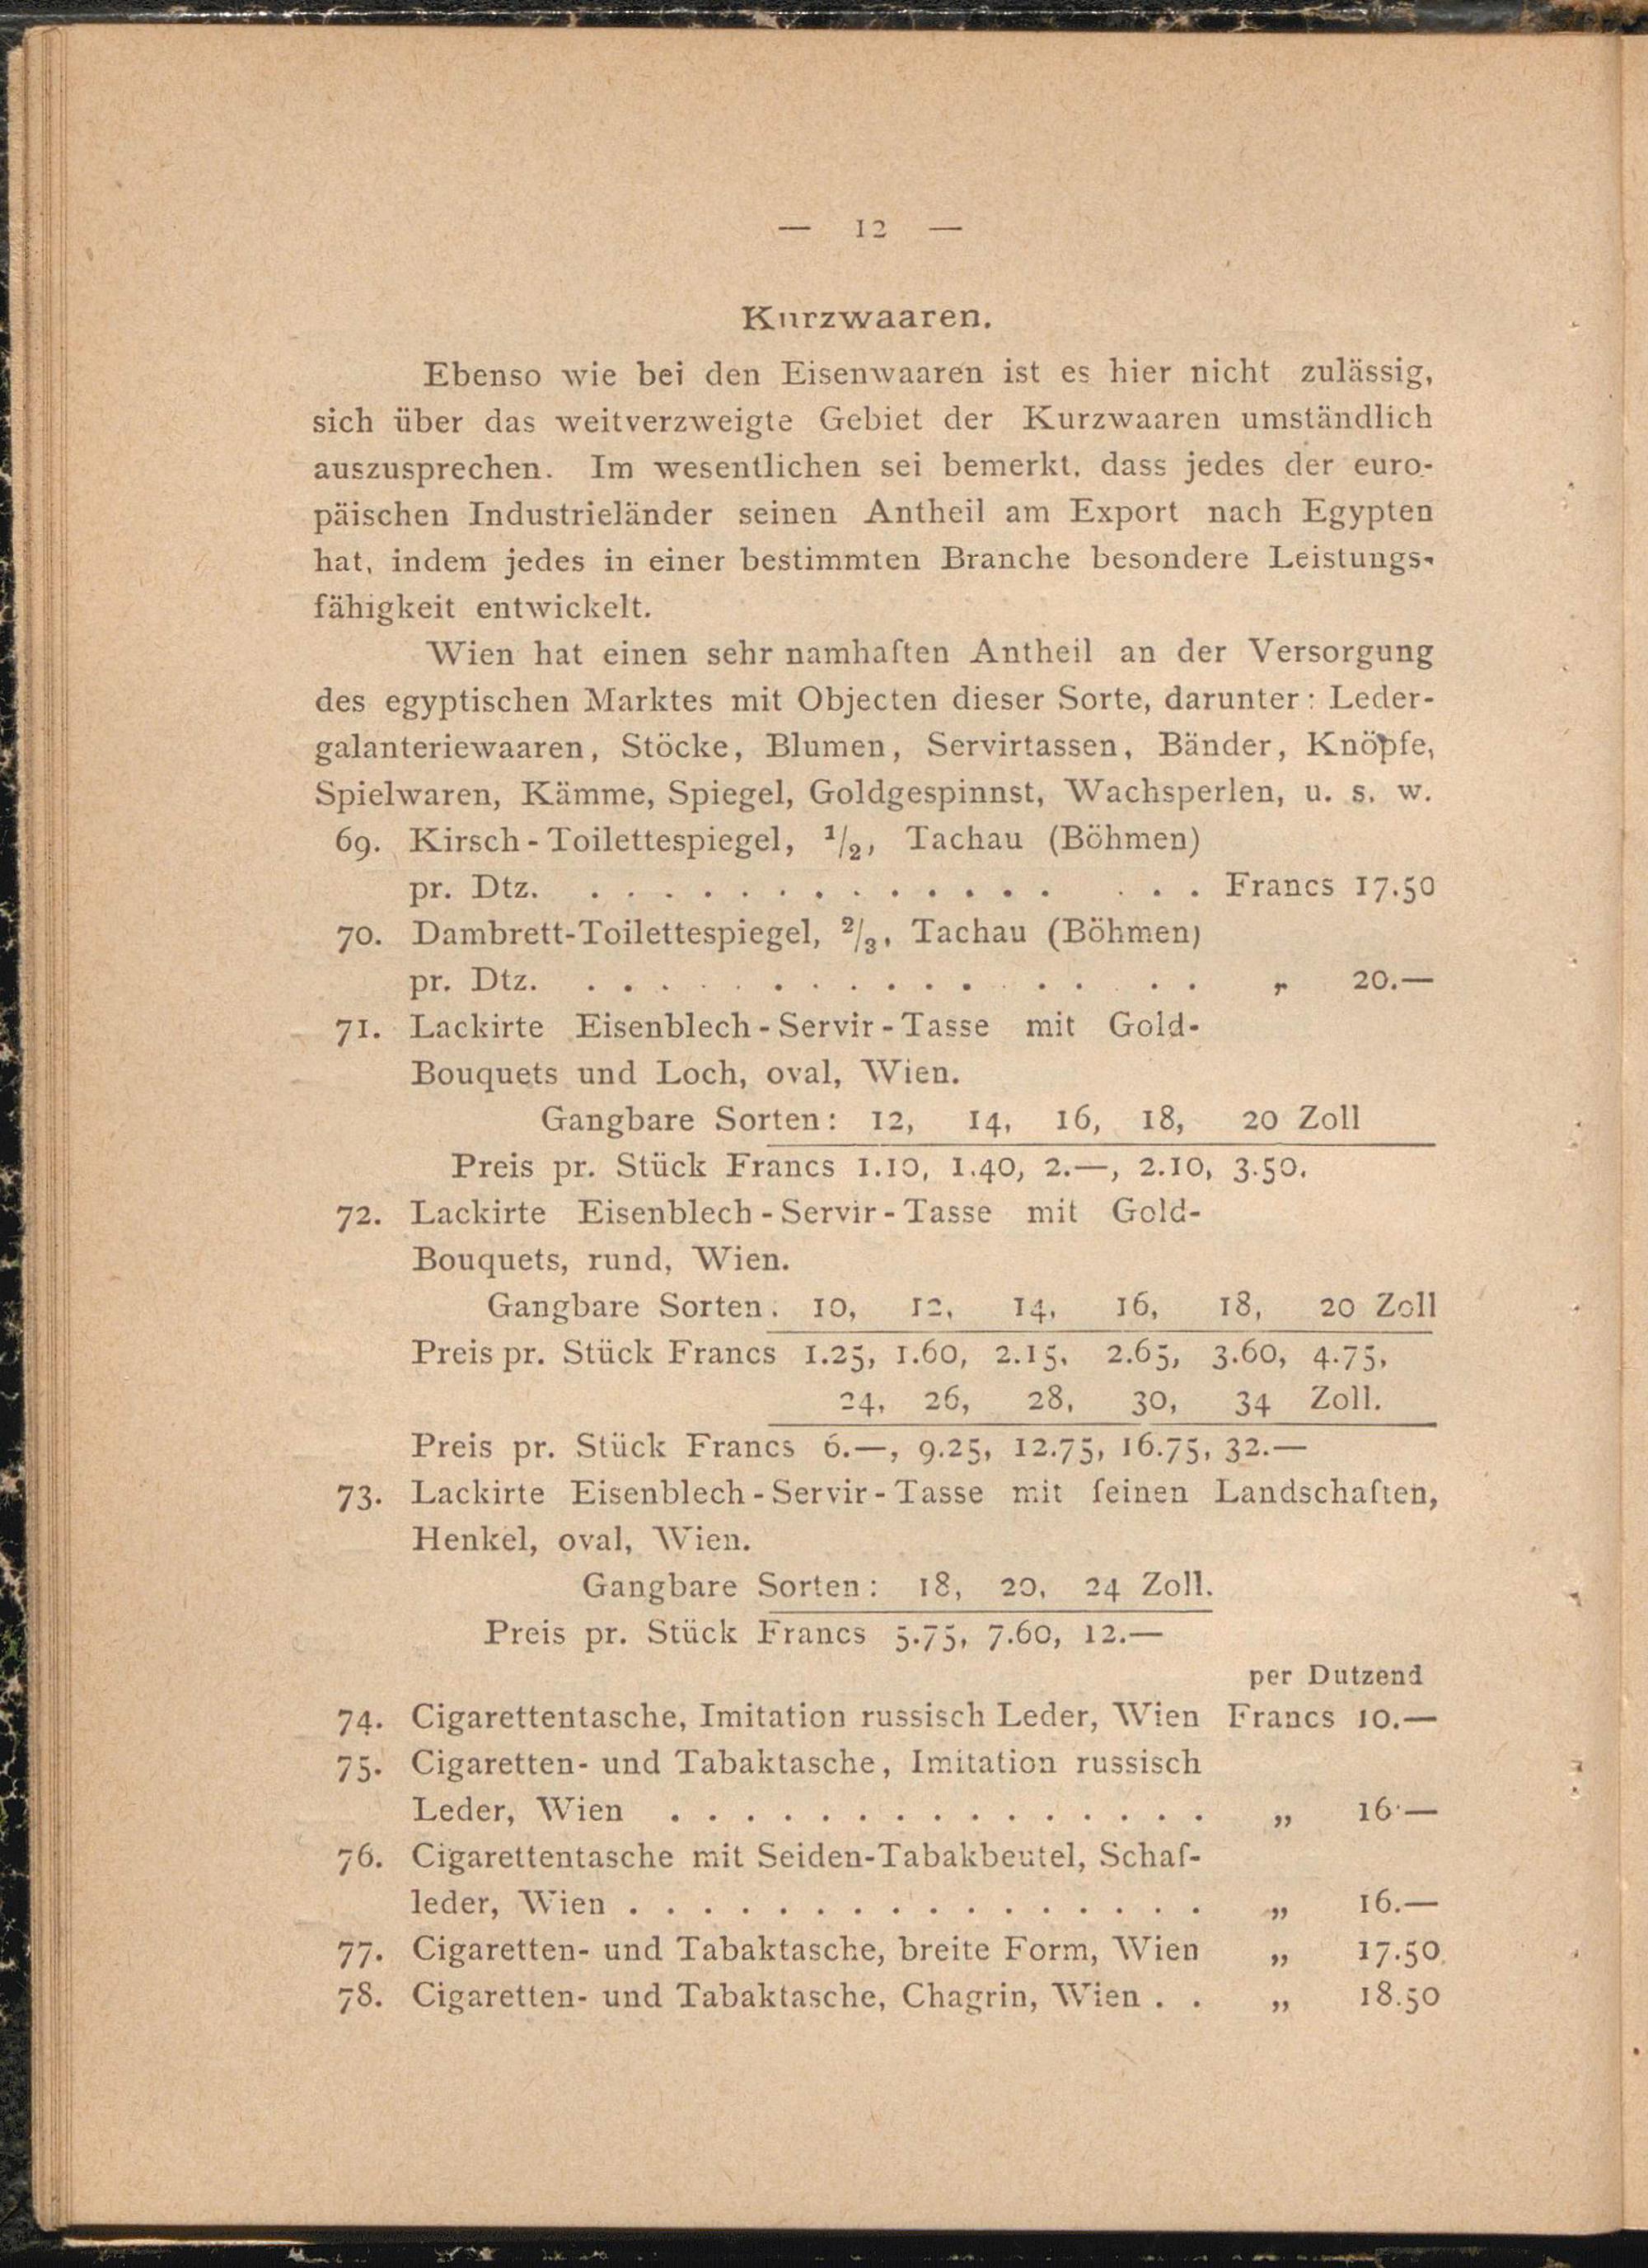 — 12 —
Kurzwaaren.
Ebenso wie bei den Eisenwaaren ist es hier nicht zulässig,
sich über das weitverzweigte Gebiet der Kurzwaaren umständlich
auszusprechen. Im wesentlichen sei bemerkt, dass jedes der euro-
päischen Industrieländer seinen Antheil am Export nach Egypten
hat, indem jedes in einer bestimmten Branche besondere Leistungs-
fähigkeit entwickelt.
Wien hat einen sehr namhaften Antheil an der Versorgung
des egyptischen Marktes mit Objecten dieser Sorte, darunter: Leder-
galanteriewaaren, Stöcke, Blumen, Servirtassen, Bänder, Knöpfe,
Spielwaren, Kämme, Spiegel, Goldgespinnst, Wachsperlen, u. s. w.
69. Kirsch-Toilettespiegel, 1/2, Tachau (Böhmen)
pr. Dtz. . . . . . . . . . . . . . . . . Francs 17.50
70. Dambrett-Toilettespiegel, 2/3, Tachau (Böhmen)
pr. Dtz. . . . . . . . . . . . . . . . . „ 20.—
71. Lackirte Eisenblech-Servir-Tasse mit Gold-
Bouquets und Loch, oval, Wien.
Gangbare Sorten: 12, 14, 16, 18, 20 Zoll
Preis pr. Stück Francs 1.10, 1.40, 2.—, 2.10, 3.50.
72. Lackirte Eisenblech-Servir-Tasse mit Gold-
Bouquets, rund, Wien.
Gangbare Sorten. 10, 12, 14, 16, 18, 20 Zoll
Preis pr. Stück Francs 1.25, 1.60, 2.15, 2.65, 3.60, 4.75,
24, 26, 28, 30, 34 Zoll.
Preis pr. Stück Francs 6.—, 9.25, 12.75, 16.75, 32.—
73. Lackirte Eisenblech-Servir-Tasse mit feinen Landschaften,
Henkel, oval, Wien.
Gangbare Sorten: 18, 20, 24 Zoll.
Preis pr. Stück Francs 5.75, 7.60, 12.—
per Dutzend
74. Cigarettentasche, Imitation russisch Leder, Wien Francs 10.—
75. Cigaretten- und Tabaktasche, Imitation russisch
Leder, Wien . . . . . . . . . . . . . . . „ 16.—
76. Cigarettentasche mit Seiden-Tabakbeutel, Schaf-
leder, Wien . . . . . . . . . . . . . . . . „ 16.—
77. Cigaretten- und Tabaktasche, breite Form, Wien „ 17.50
78. Cigaretten- und Tabaktasche, Chagrin, Wien . . „ 18.50